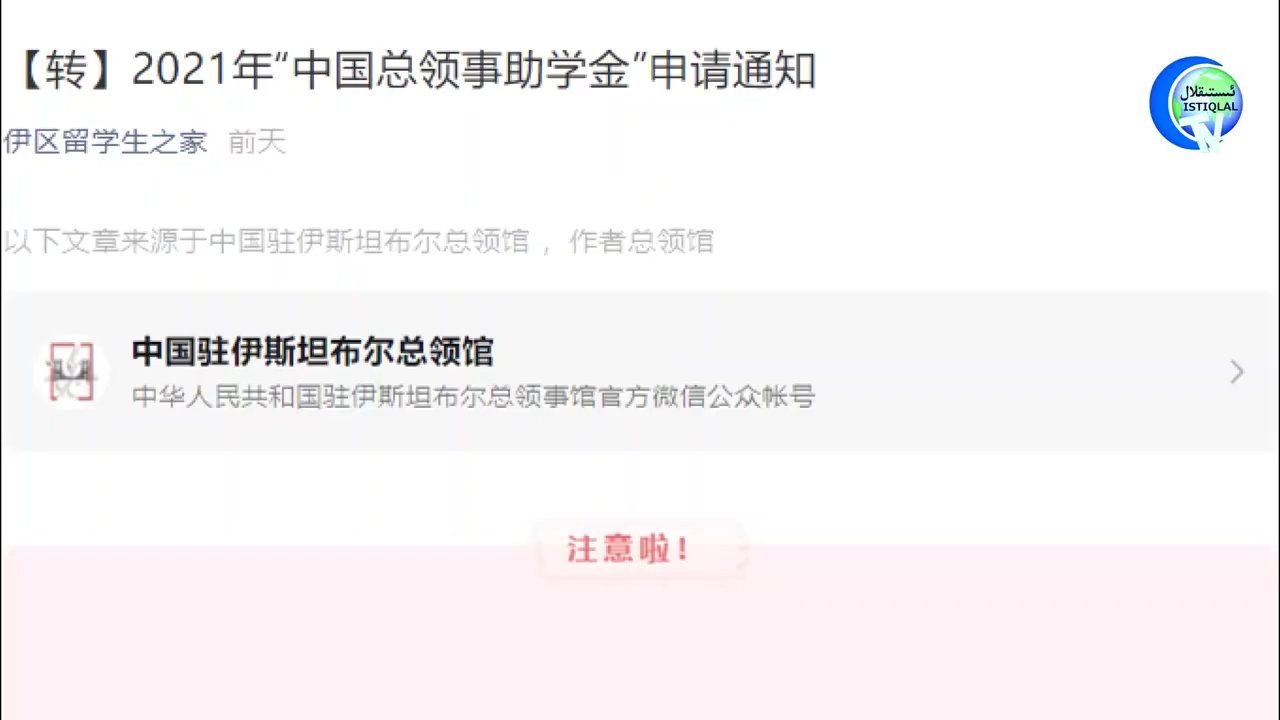 【转】2021年“中国总领事助学金”申请通知
ئىستىقلال
ISTIQLAL
TV
伊区留学生之家 前天
以下文章来源于中国驻伊斯坦布尔总领馆 ，作者总领馆
中国驻伊斯坦布尔总领馆
中华人民共和国驻伊斯坦布尔总领事馆官方微信公众帐号
注意啦!